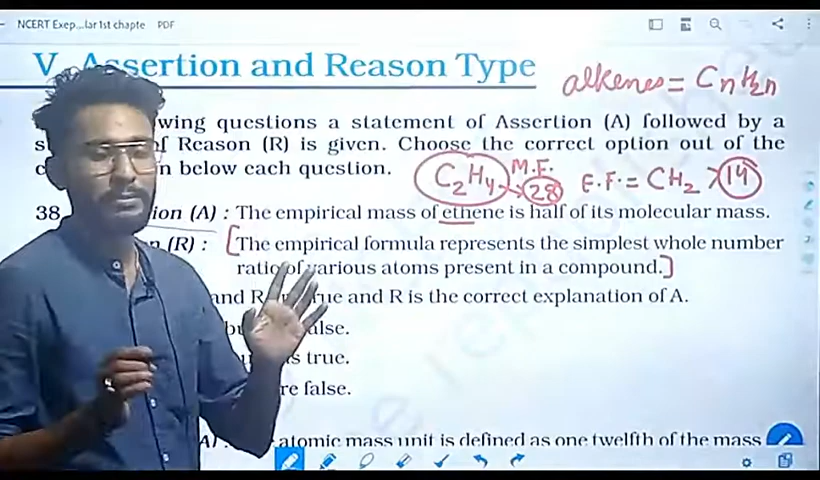 NCERT Exep...lar 1st chapte PDF
V. Assertion and Reason Type
alkenes = CnH2n
wing questions a statement of Assertion (A) followed by a
of Reason (R) is given. Choose the correct option out of the
n below each question.
C2H4 M.F. 28 E.F. = CH2 > 14
38 ion (A) : The empirical mass of ethene is half of its molecular mass.
n (R) : [The empirical formula represents the simplest whole number
ratio of various atoms present in a compound.]
and R true and R is the correct explanation of A.
false.
is true.
re false.
A) atomic mass unit is defined as one twelfth of the mass